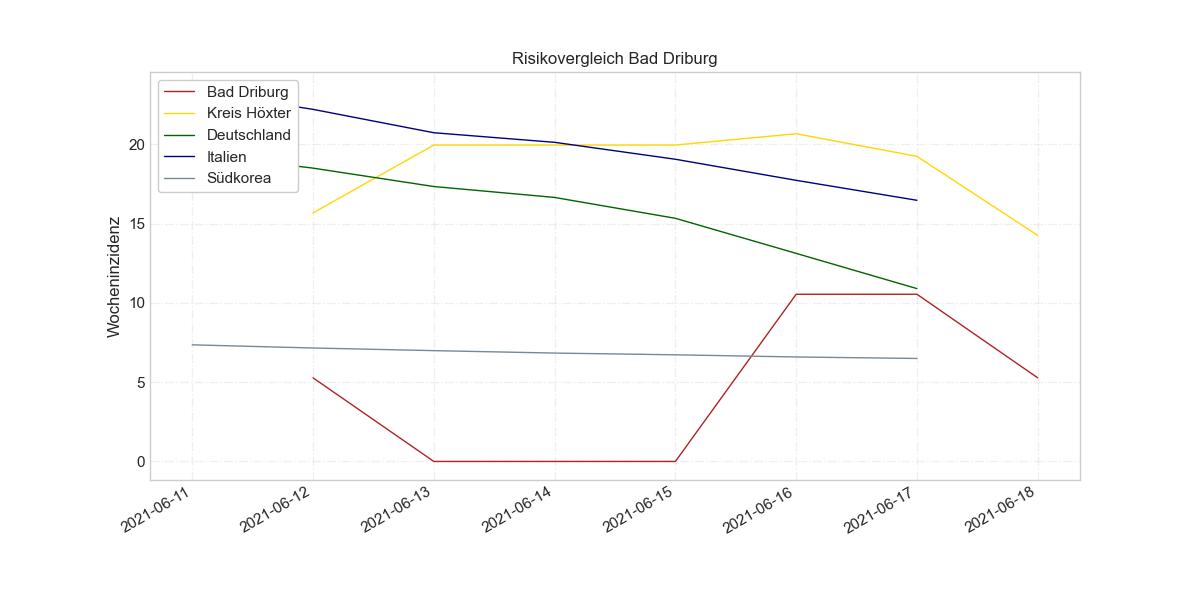 Risikovergleich Bad Driburg
Bad Driburg
Kreis Höxter
Deutschland
Italien
Südkorea
Wocheninzidenz
20
15
10
5
0
2021-06-11
2021-06-12
2021-06-13
2021-06-14
2021-06-15
2021-06-16
2021-06-17
2021-06-18